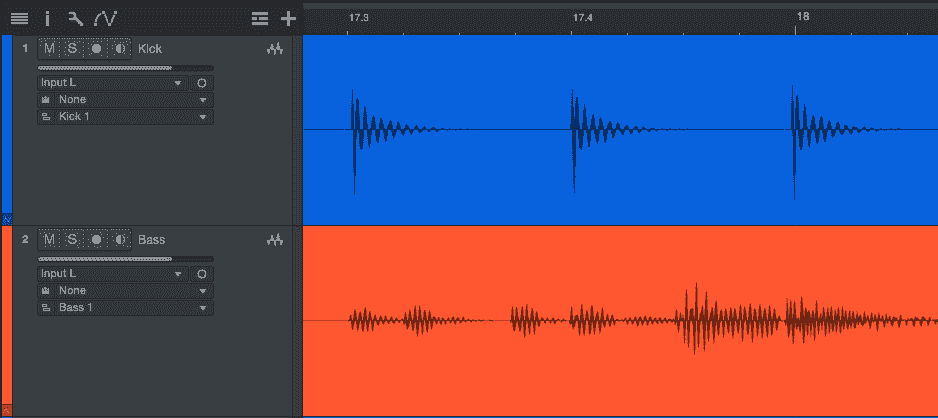 17.3 17.4 18
1 M S Kick
Input L
None
Kick 1
2 M S Bass
Input L
None
Bass 1